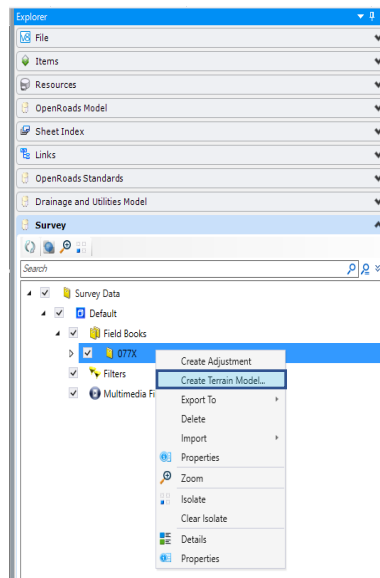 Explorer
File
Items
Resources
OpenRoads Model
Sheet Index
Links
OpenRoads Standards
Drainage and Utilities Model
Survey
Search
Survey Data
Default
Field Books
077X
Filters
Multimedia Fi
Create Adjustment
Create Terrain Model...
Export To
Delete
Import
Properties
Zoom
Isolate
Clear Isolate
Details
Properties